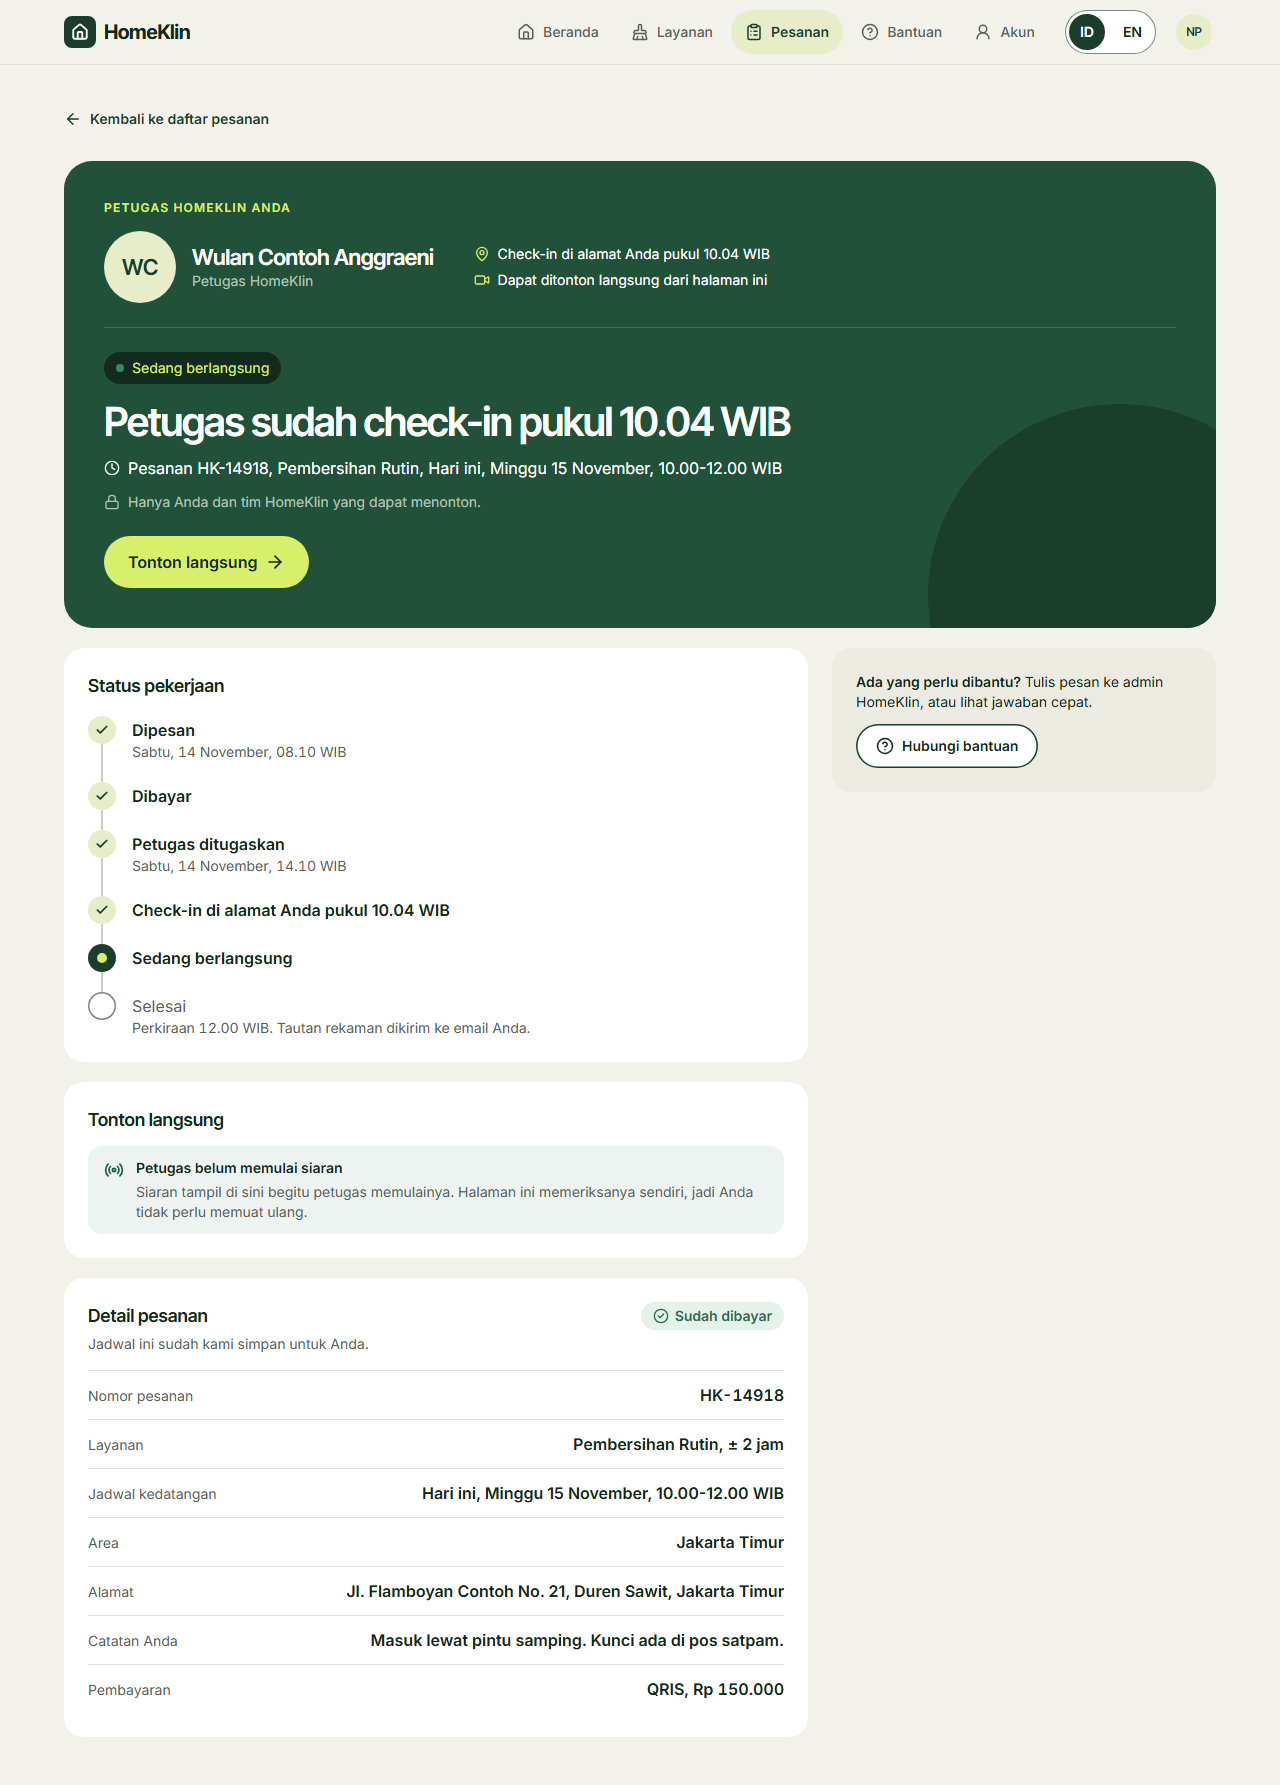 HomeKlin
Beranda
Layanan
Pesanan
Bantuan
Akun
ID
EN
NP
Kembali ke daftar pesanan
PETUGAS HOMEKLIN ANDA
WC
Wulan Contoh Anggraeni
Petugas HomeKlin
Check-in di alamat Anda pukul 10.04 WIB
Dapat ditonton langsung dari halaman ini
Sedang berlangsung
Petugas sudah check-in pukul 10.04 WIB
Pesanan HK-14918, Pembersihan Rutin, Hari ini, Minggu 15 November, 10.00-12.00 WIB
Hanya Anda dan tim HomeKlin yang dapat menonton.
Tonton langsung
Status pekerjaan
Dipesan
Sabtu, 14 November, 08.10 WIB
Dibayar
Petugas ditugaskan
Sabtu, 14 November, 14.10 WIB
Check-in di alamat Anda pukul 10.04 WIB
Sedang berlangsung
Selesai
Perkiraan 12.00 WIB. Tautan rekaman dikirim ke email Anda.
Ada yang perlu dibantu? Tulis pesan ke admin
HomeKlin, atau lihat jawaban cepat.
Hubungi bantuan
Tonton langsung
Petugas belum memulai siaran
Siaran tampil di sini begitu petugas memulainya. Halaman ini memeriksanya sendiri, jadi Anda
tidak perlu memuat ulang.
Detail pesanan
Sudah dibayar
Jadwal ini sudah kami simpan untuk Anda.
Nomor pesanan
HK-14918
Layanan
Pembersihan Rutin, ± 2 jam
Jadwal kedatangan
Hari ini, Minggu 15 November, 10.00-12.00 WIB
Area
Jakarta Timur
Alamat
Jl. Flamboyan Contoh No. 21, Duren Sawit, Jakarta Timur
Catatan Anda
Masuk lewat pintu samping. Kunci ada di pos satpam.
Pembayaran
QRIS, Rp 150.000